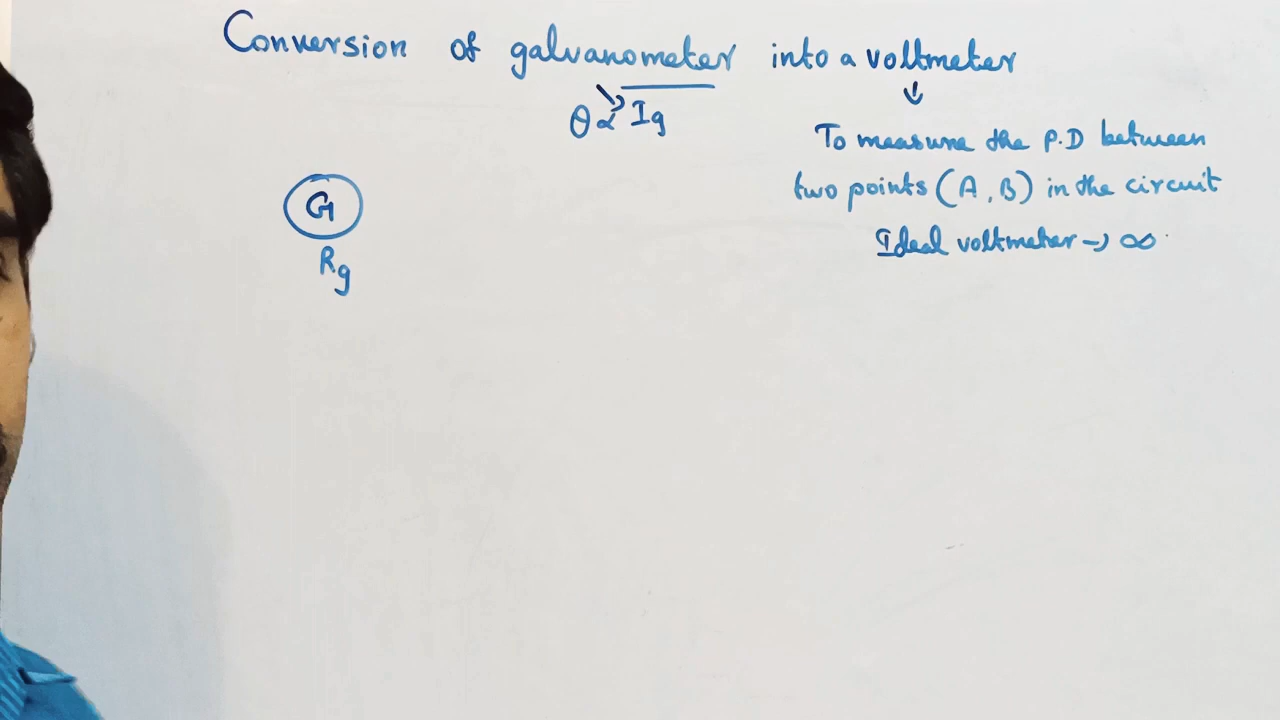 Conversion of galvanometer into a voltmeter
θ ∝ Ig
To measure the P.D between
two points (A, B) in the circuit
Ideal voltmeter → ∞
G
Rg